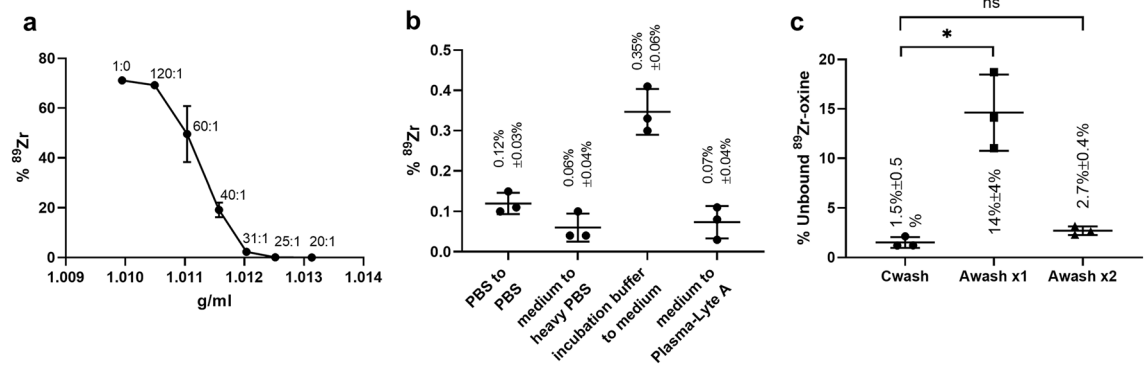 a
80
60
40
20
0
% ⁸⁹Zr
1:0
120:1
60:1
40:1
31:1
25:1
20:1
1.009
1.010
1.011
1.012
1.013
1.014
g/ml
b
0.5
0.4
0.3
0.2
0.1
0.0
% ⁸⁹Zr
0.12%
±0.03%
0.06%
±0.04%
0.35%
±0.06%
0.07%
±0.04%
PBS to
PBS
medium to
heavy PBS
incubation buffer
to medium
medium to
Plasma-Lyte A
c
ns
*
20
15
10
5
0
% Unbound ⁸⁹Zr-oxine
1.5%±0.5
%
14%±4%
2.7%±0.4%
Cwash
Awash x1
Awash x2